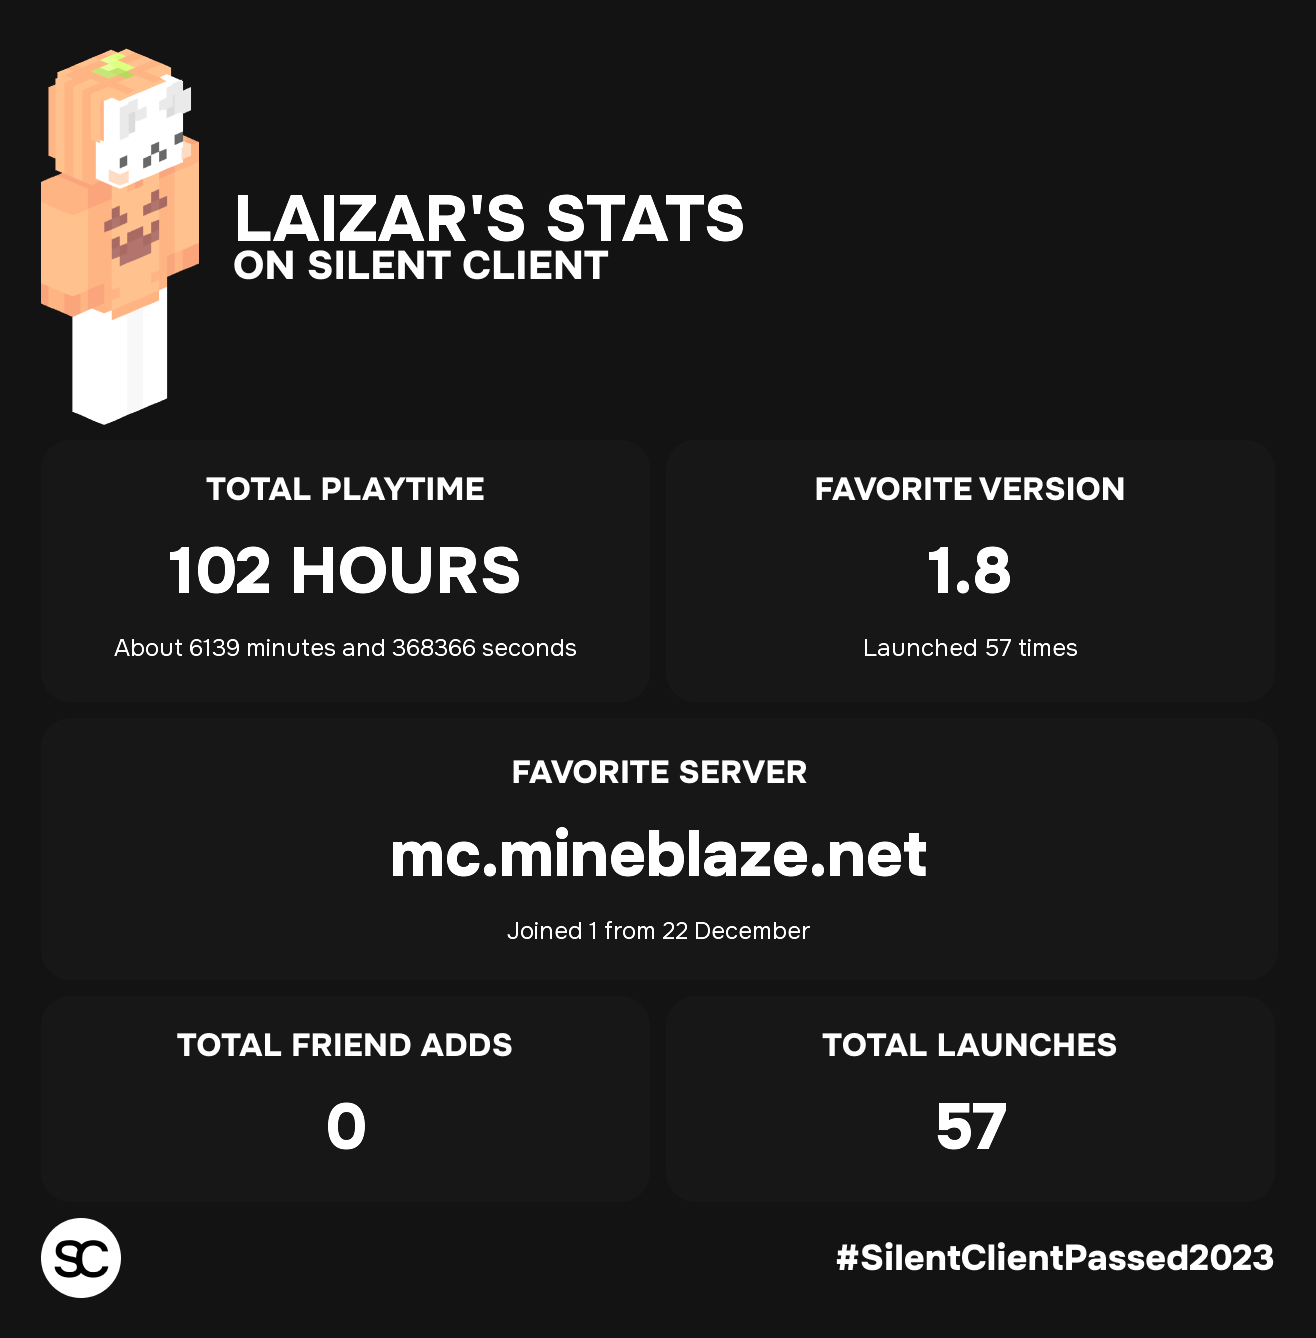 LAIZAR'S STATS
ON SILENT CLIENT
TOTAL PLAYTIME
102 HOURS
About 6139 minutes and 368366 seconds
FAVORITE VERSION
1.8
Launched 57 times
FAVORITE SERVER
mc.mineblaze.net
Joined 1 from 22 December
TOTAL FRIEND ADDS
0
TOTAL LAUNCHES
57
SC
#SilentClientPassed2023